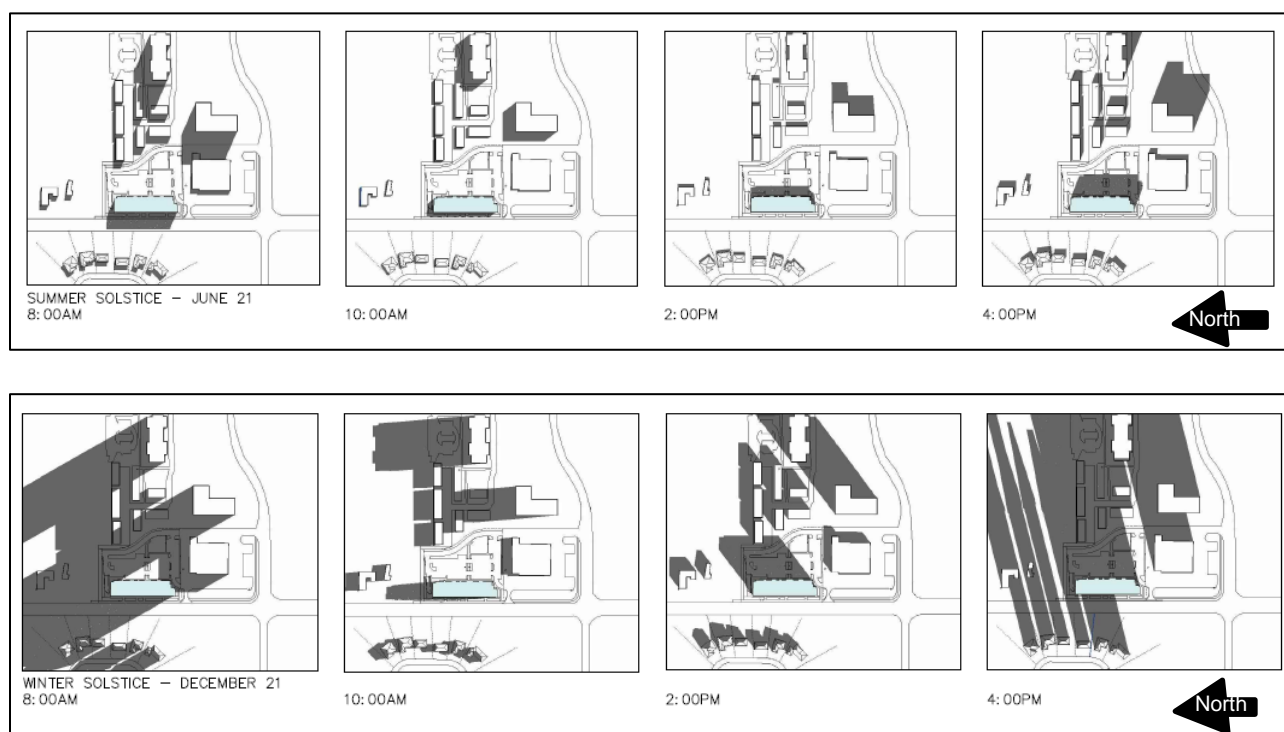 SUMMER SOLSTICE – JUNE 21
8:00AM
10:00AM
2:00PM
4:00PM
North
WINTER SOLSTICE – DECEMBER 21
8:00AM
10:00AM
2:00PM
4:00PM
North